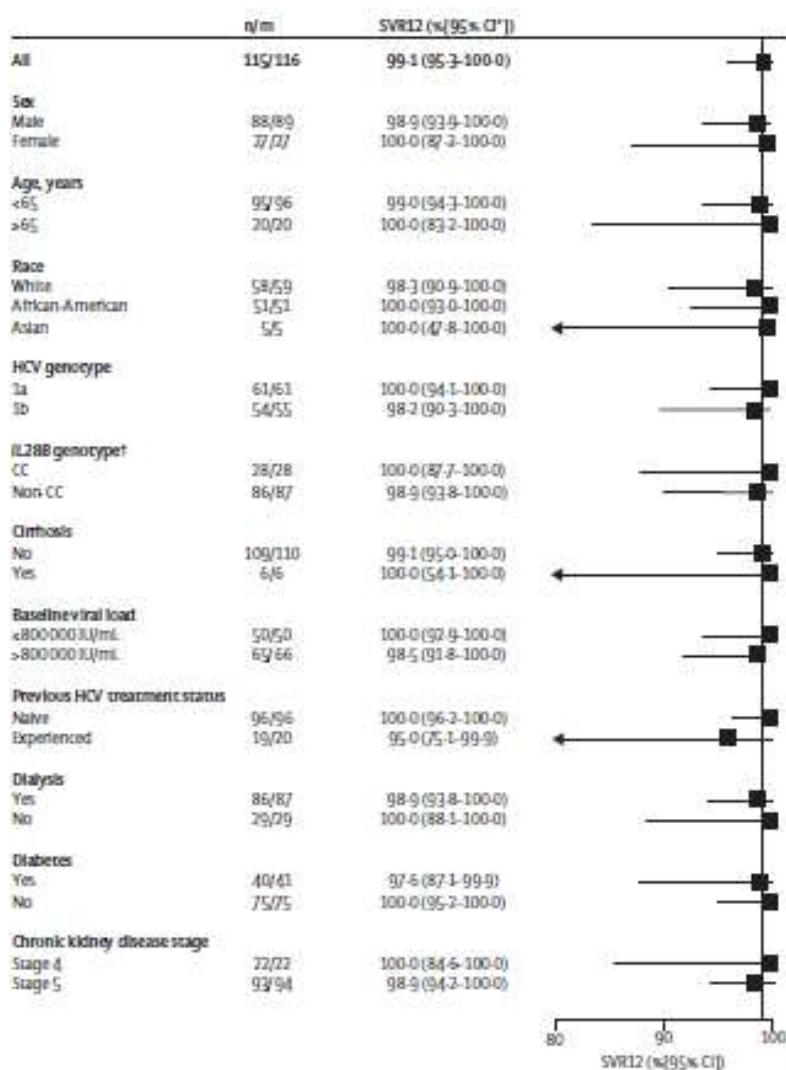 n/m SVR12 (%[95% CI*])
All 115/116 99·1 (95·3–100·0)
Sex
Male 88/89 98·9 (93·9–100·0)
Female 27/27 100·0 (87·2–100·0)
Age, years
<65 95/96 99·0 (94·3–100·0)
≥65 20/20 100·0 (83·2–100·0)
Race
White 58/59 98·3 (90·9–100·0)
African-American 51/51 100·0 (93·0–100·0)
Asian 5/5 100·0 (47·8–100·0)
HCV genotype
1a 61/61 100·0 (94·1–100·0)
1b 54/55 98·2 (90·3–100·0)
IL28B genotype†
CC 28/28 100·0 (87·7–100·0)
Non-CC 86/87 98·9 (93·8–100·0)
Cirrhosis
No 109/110 99·1 (95·0–100·0)
Yes 6/6 100·0 (54·1–100·0)
Baseline viral load
≤800000 IU/mL 50/50 100·0 (92·9–100·0)
>800000 IU/mL 65/66 98·5 (91·8–100·0)
Previous HCV treatment status
Naive 96/96 100·0 (96·2–100·0)
Experienced 19/20 95·0 (75·1–99·9)
Dialysis
Yes 86/87 98·9 (93·8–100·0)
No 29/29 100·0 (88·1–100·0)
Diabetes
Yes 40/41 97·6 (87·1–99·9)
No 75/75 100·0 (95·2–100·0)
Chronic kidney disease stage
Stage 4 22/22 100·0 (84·6–100·0)
Stage 5 93/94 98·9 (94·2–100·0)
80 90 100
SVR12 (%[95% CI])